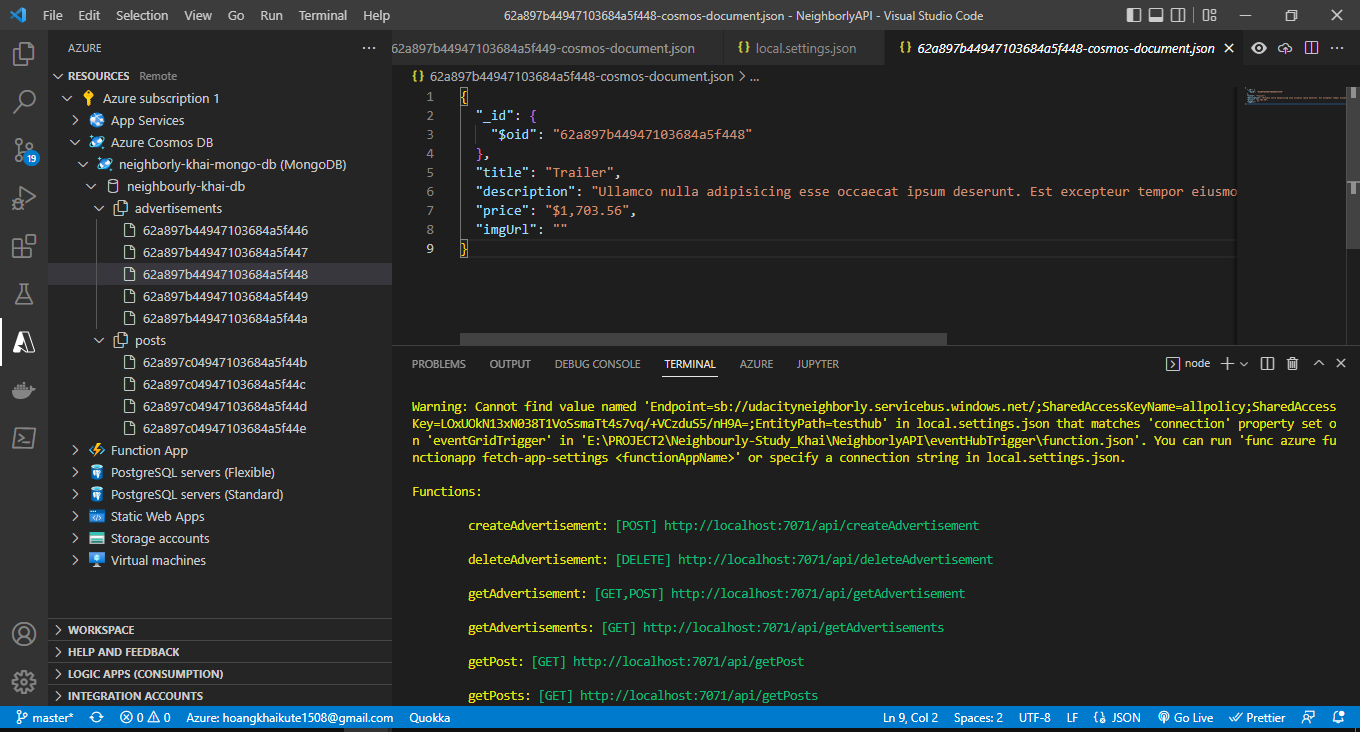 File Edit Selection View Go Run Terminal Help
62a897b44947103684a5f448-cosmos-document.json - NeighborlyAPI - Visual Studio Code
AZURE
62a897b44947103684a5f449-cosmos-document.json
{} local.settings.json
{} 62a897b44947103684a5f448-cosmos-document.json
{} 62a897b44947103684a5f448-cosmos-document.json > ...
RESOURCES Remote
Azure subscription 1
App Services
Azure Cosmos DB
neighborly-khai-mongo-db (MongoDB)
neighbourly-khai-db
advertisements
62a897b44947103684a5f446
62a897b44947103684a5f447
62a897b44947103684a5f448
62a897b44947103684a5f449
62a897b44947103684a5f44a
posts
62a897c04947103684a5f44b
62a897c04947103684a5f44c
62a897c04947103684a5f44d
62a897c04947103684a5f44e
Function App
PostgreSQL servers (Flexible)
PostgreSQL servers (Standard)
Static Web Apps
Storage accounts
Virtual machines
WORKSPACE
HELP AND FEEDBACK
LOGIC APPS (CONSUMPTION)
INTEGRATION ACCOUNTS
19
1 {
2 "_id": {
3 "$oid": "62a897b44947103684a5f448"
4 },
5 "title": "Trailer",
6 "description": "Ullamco nulla adipisicing esse occaecat ipsum deserunt. Est excepteur tempor eiusmo
7 "price": "$1,703.56",
8 "imgUrl": ""
9 }
PROBLEMS OUTPUT DEBUG CONSOLE TERMINAL AZURE JUPYTER
node
Warning: Cannot find value named 'Endpoint=sb://udacityneighborly.servicebus.windows.net/;SharedAccessKeyName=allpolicy;SharedAccess
Key=LOxUOkN13xN038T1VoSsmaTt4s7vq/+VCzduS5/nH9A=;EntityPath=testhub' in local.settings.json that matches 'connection' property set o
n 'eventGridTrigger' in 'E:\PROJECT2\Neighbourly-Study_Khai\NeighborlyAPI\eventHubTrigger\function.json'. You can run 'func azure fu
nctionapp fetch-app-settings <functionAppName>' or specify a connection string in local.settings.json.
Functions:
createAdvertisement: [POST] http://localhost:7071/api/createAdvertisement
deleteAdvertisement: [DELETE] http://localhost:7071/api/deleteAdvertisement
getAdvertisement: [GET,POST] http://localhost:7071/api/getAdvertisement
getAdvertisements: [GET] http://localhost:7071/api/getAdvertisements
getPost: [GET] http://localhost:7071/api/getPost
getPosts: [GET] http://localhost:7071/api/getPosts
master* 0 0 Azure: hoangkhaikute1508@gmail.com Quokka
Ln 9, Col 2 Spaces: 2 UTF-8 LF {} JSON Go Live Prettier